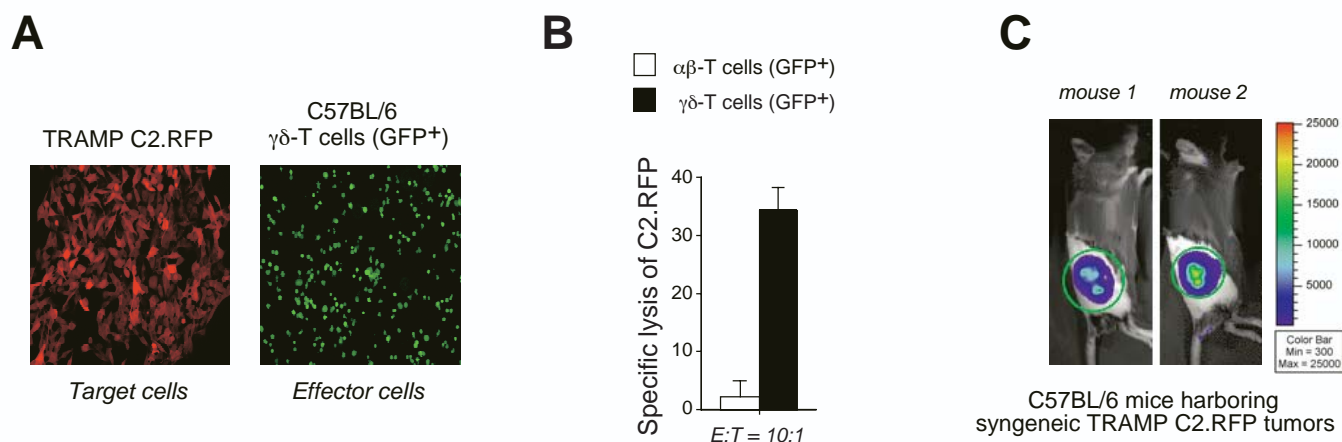 A
TRAMP C2.RFP
C57BL/6
γδ-T cells (GFP+)
Target cells
Effector cells
B
αβ-T cells (GFP+)
γδ-T cells (GFP+)
Specific lysis of C2.RFP
40
30
20
10
0
E:T = 10:1
C
mouse 1
mouse 2
25000
20000
15000
10000
5000
Color Bar
Min = 300
Max = 25000
C57BL/6 mice harboring
syngeneic TRAMP C2.RFP tumors